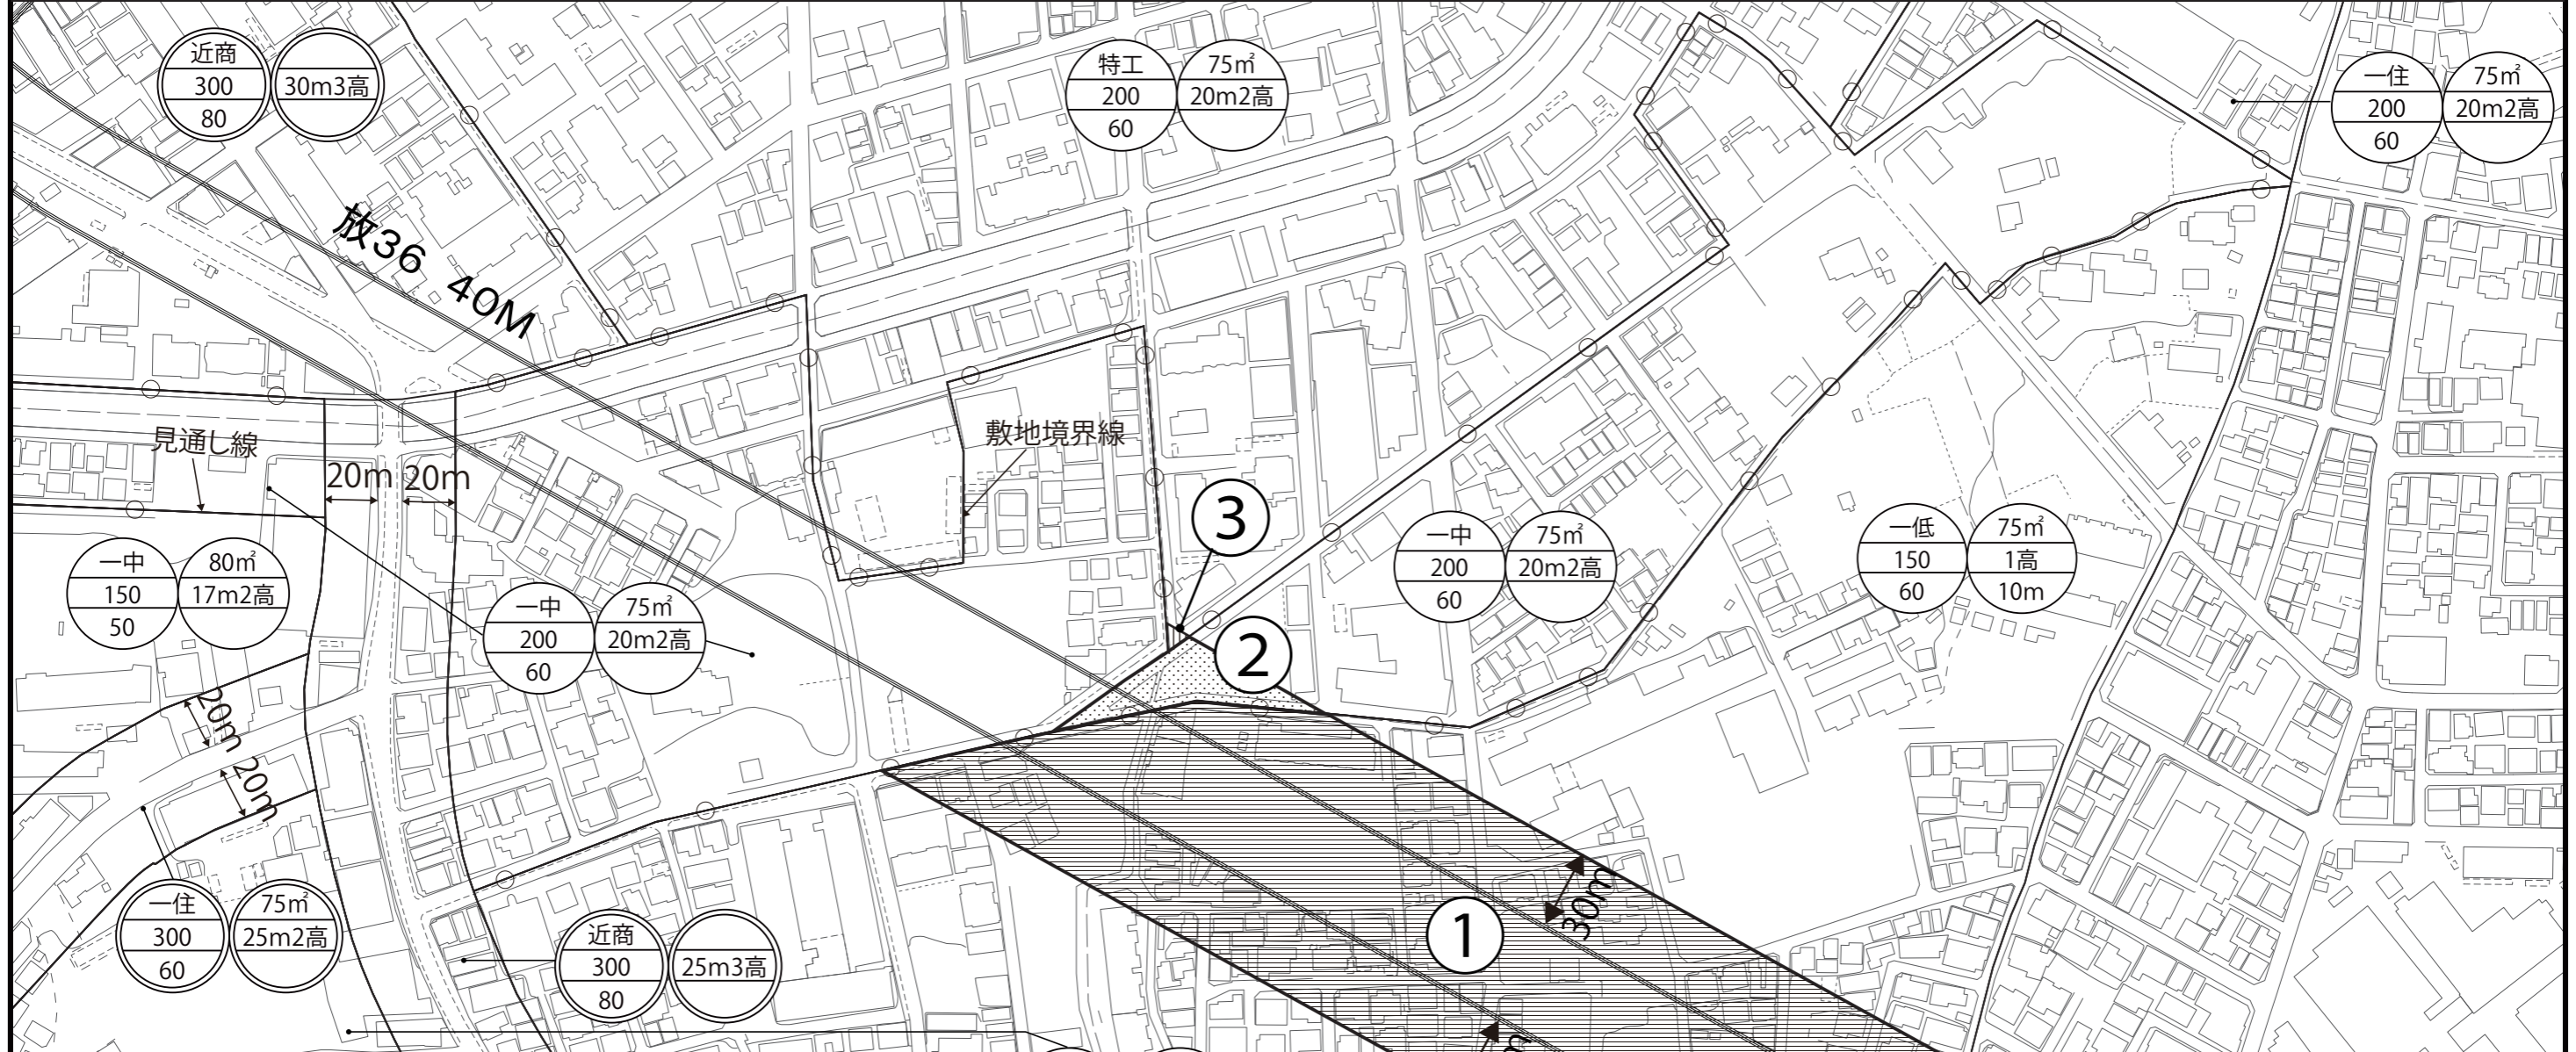 近商
300
80
30m3高
特工
200
60
75㎡
20m2高
一住
200
60
75㎡
20m2高
放36 40M
見通し線
20m
20m
敷地境界線
3
一中
150
50
80㎡
17m2高
一中
200
60
75㎡
20m2高
2
一中
200
60
75㎡
20m2高
一低
150
60
75㎡
1高
10m
20m
20m
一住
300
60
75㎡
25m2高
近商
300
80
25m3高
1
30m